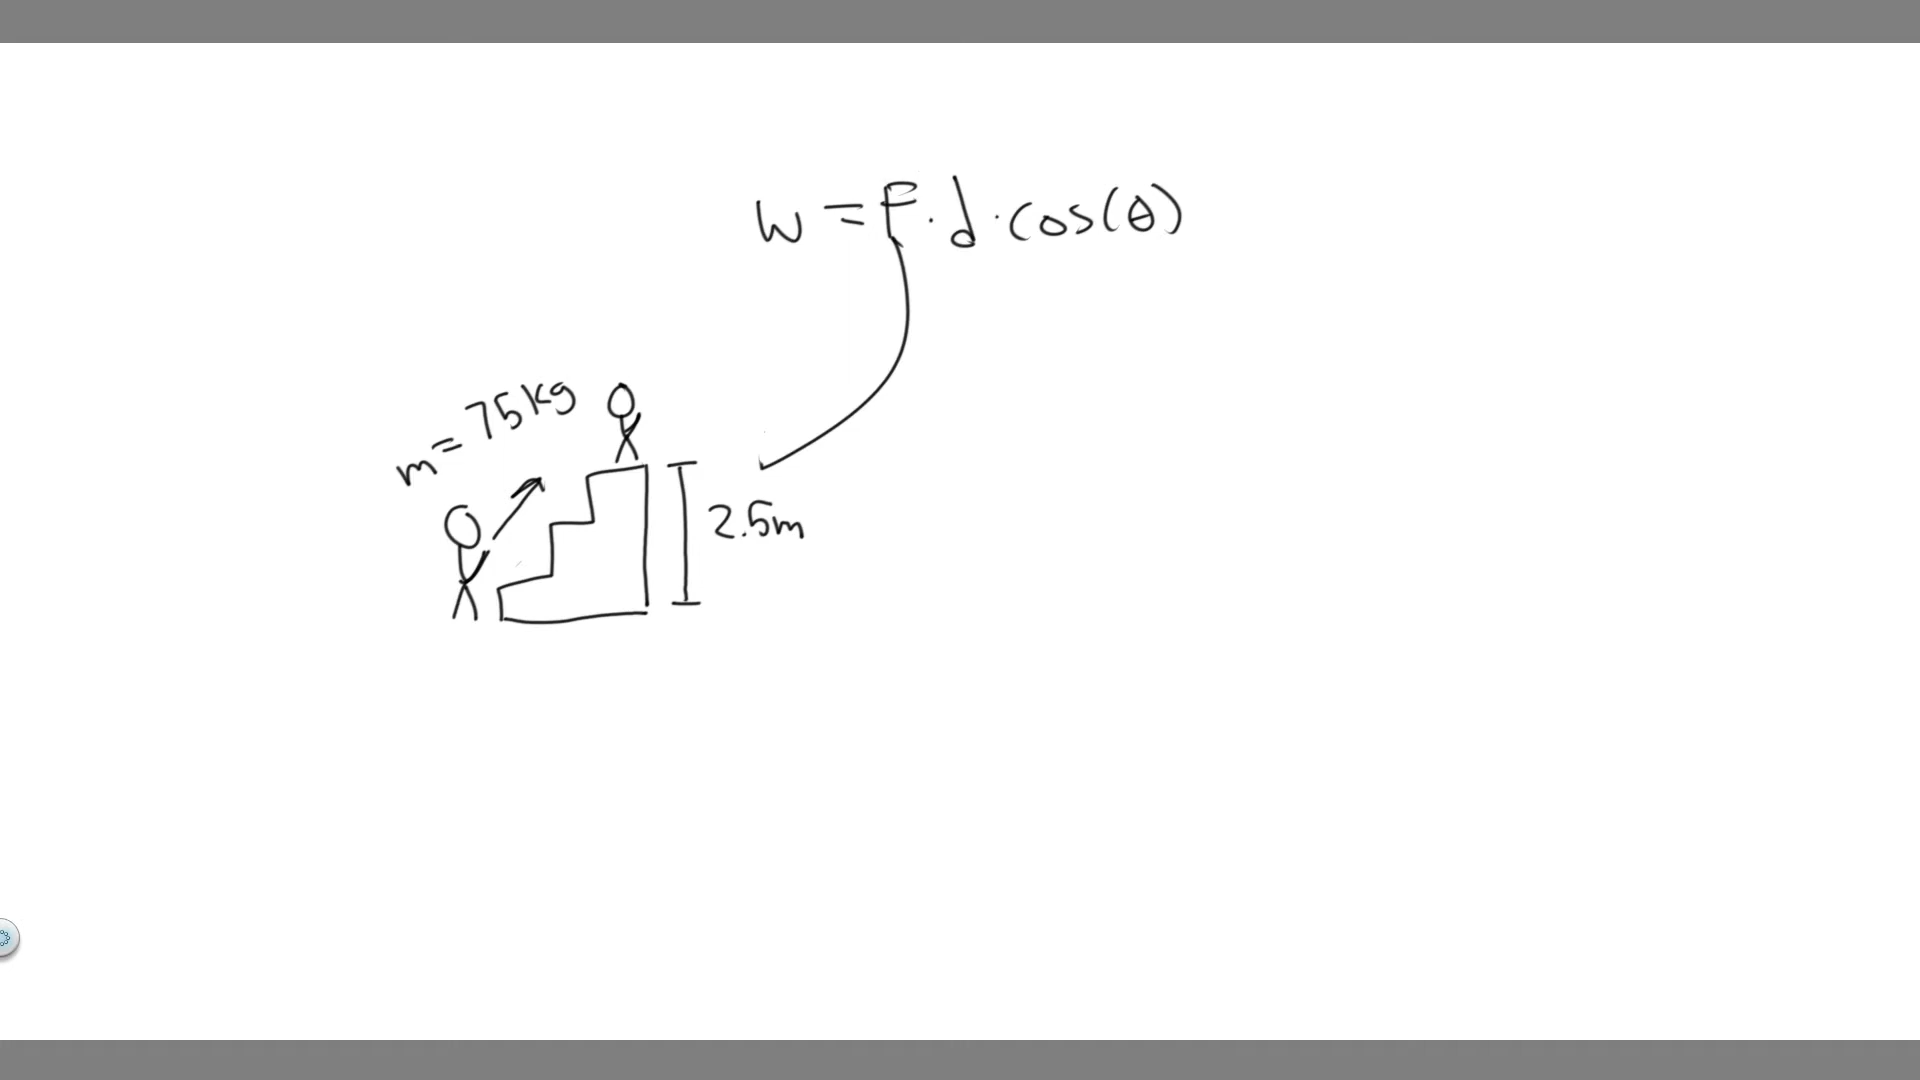 W = F · d · cos(θ)
m = 75kg
2.5m